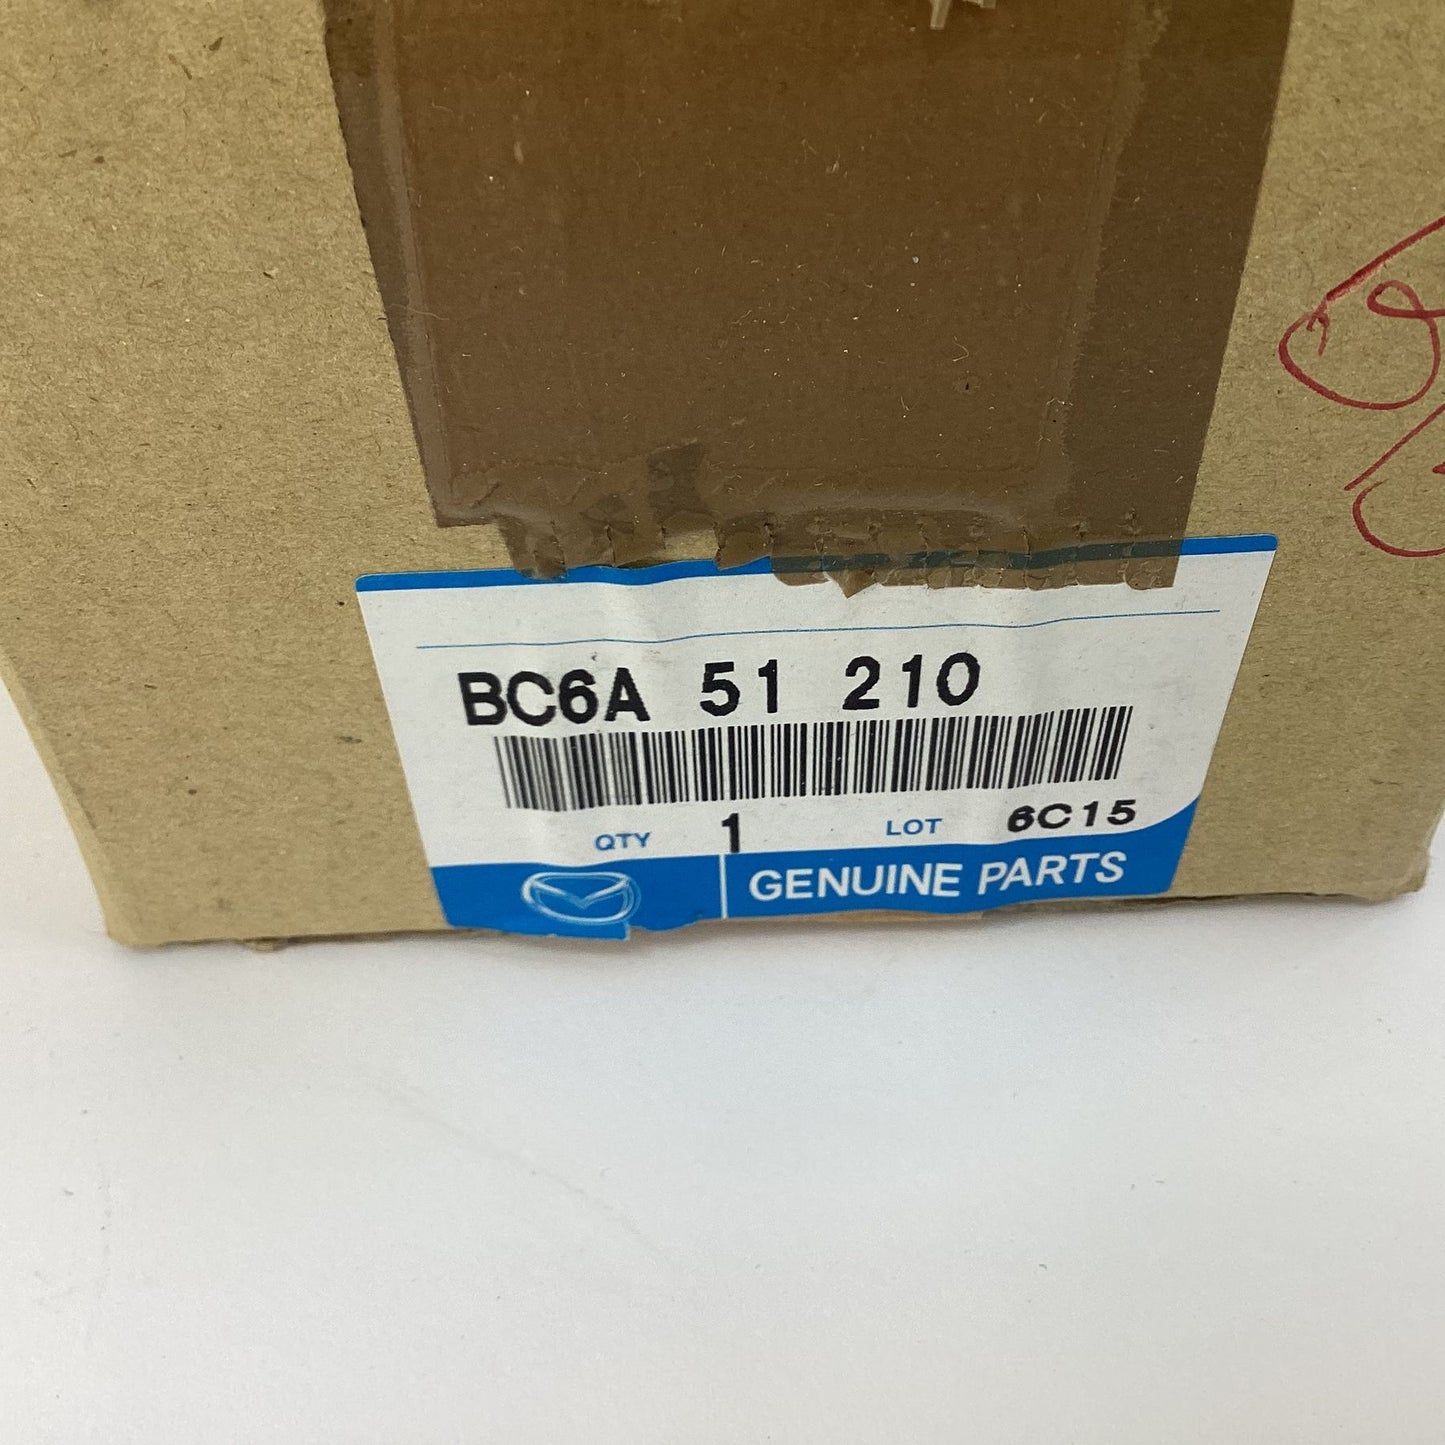 BC6A 51 210
QTY 1 LOT 6C15
GENUINE PARTS